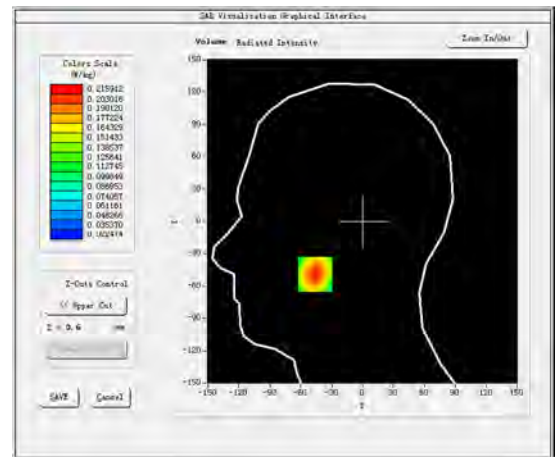 SAR Visualisation Graphical Interface
Volume Radiated Intensity
Zoom In/Out
Colors Scale
(W/kg)
0.215912
0.203016
0.190120
0.177224
0.164329
0.151433
0.138537
0.125641
0.112745
0.099849
0.086953
0.074057
0.061161
0.048266
0.035370
0.022474
150
90
60
30
0
-30
-60
-90
-120
-150
-150 -120 -90 -60 -30 0 30 60 90 120 150
Y
Z-Cuts Control
<< Upper Cut
Z = 0.6 mm
SAVE Cancel